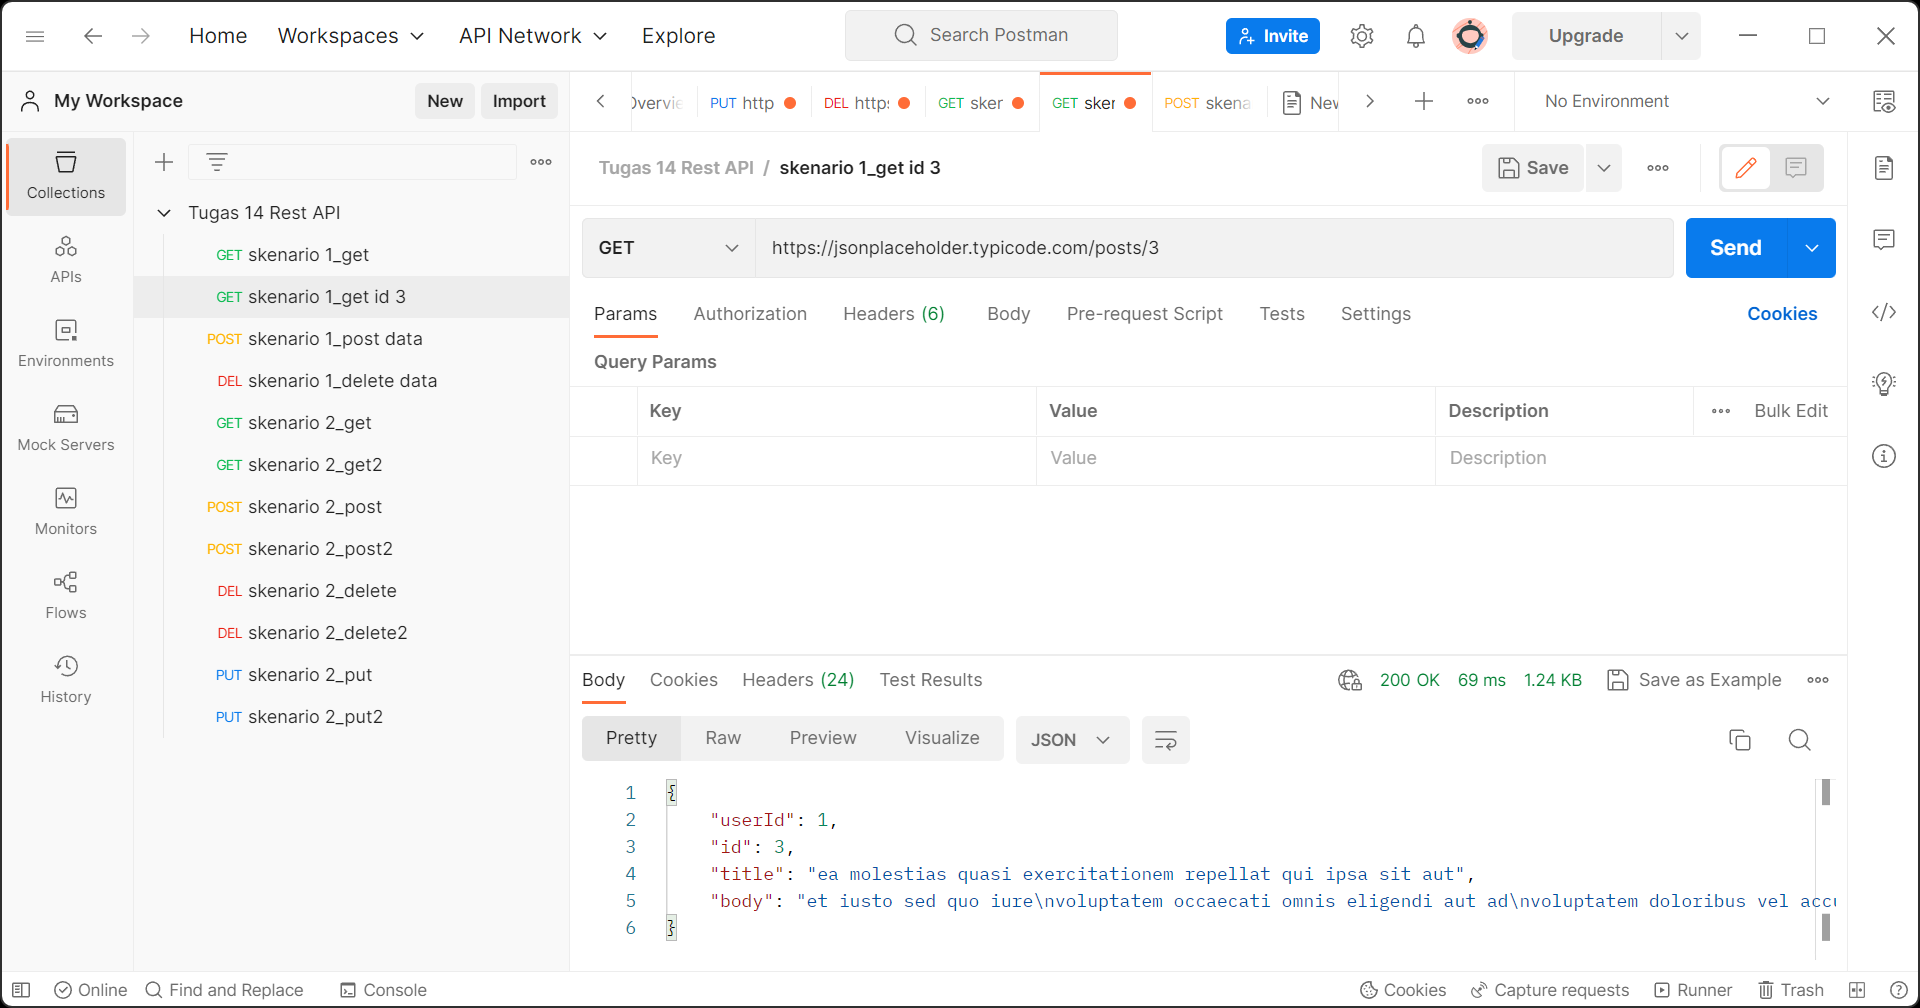 Home Workspaces API Network Explore Search Postman Invite Upgrade
My Workspace New Import
PUT http DEL https GET sker GET sker POST skena New No Environment
Collections
APIs
Environments
Mock Servers
Monitors
Flows
History
Tugas 14 Rest API
GET skenario 1_get
GET skenario 1_get id 3
POST skenario 1_post data
DEL skenario 1_delete data
GET skenario 2_get
GET skenario 2_get2
POST skenario 2_post
POST skenario 2_post2
DEL skenario 2_delete
DEL skenario 2_delete2
PUT skenario 2_put
PUT skenario 2_put2
Tugas 14 Rest API / skenario 1_get id 3 Save
GET https://jsonplaceholder.typicode.com/posts/3 Send
Params Authorization Headers (6) Body Pre-request Script Tests Settings Cookies
Query Params
Key Value Description Bulk Edit
Key Value Description
Body Cookies Headers (24) Test Results 200 OK 69 ms 1.24 KB Save as Example
Pretty Raw Preview Visualize JSON
1 {
2 "userId": 1,
3 "id": 3,
4 "title": "ea molestias quasi exercitationem repellat qui ipsa sit aut",
5 "body": "et iusto sed quo iure\nvoluptatem occaecati omnis eligendi aut ad\nvoluptatem doloribus vel accu
6 }
Online Find and Replace Console Cookies Capture requests Runner Trash